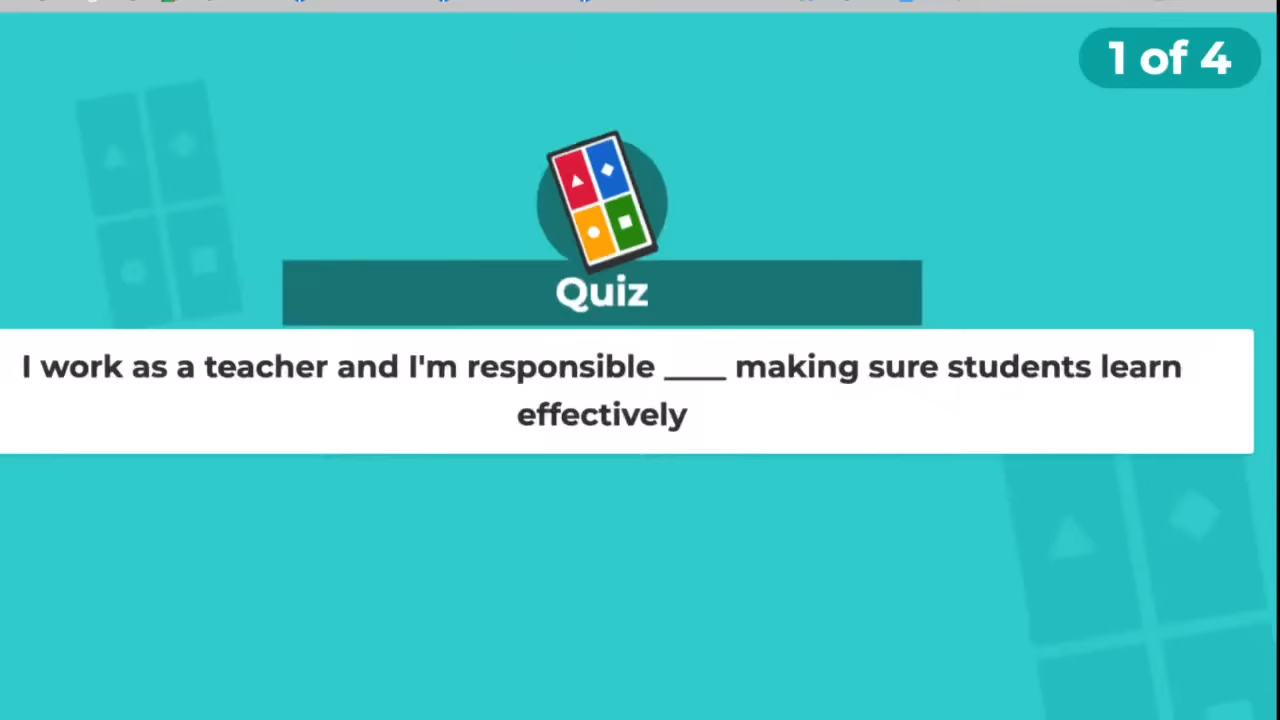 1 of 4
Quiz
I work as a teacher and I'm responsible ____ making sure students learn
effectively